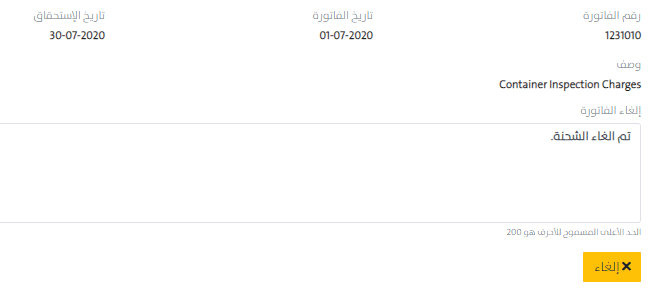 رقم الفاتورة تاريخ الفاتورة تاريخ الإستحقاق
1231010 01-07-2020 30-07-2020
وصف
Container Inspection Charges
إلغاء الفاتورة
تم الغاء الشحنة.
الحد الأعلى المسموح للأحرف هو 200
× إلغاء